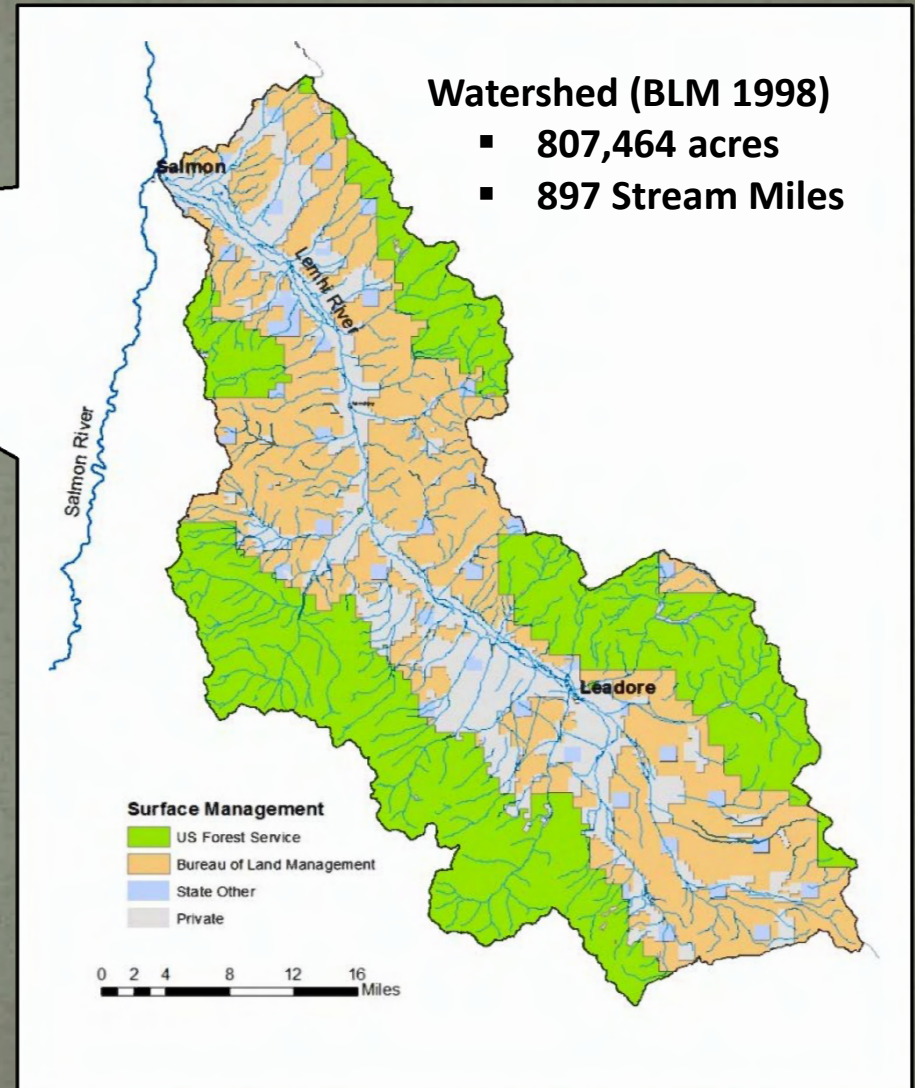 Watershed (BLM 1998)
▪ 807,464 acres
▪ 897 Stream Miles
Salmon
Lemhi River
Salmon River
Leadore
Surface Management
US Forest Service
Bureau of Land Management
State Other
Private
0 2 4 8 12 16
Miles